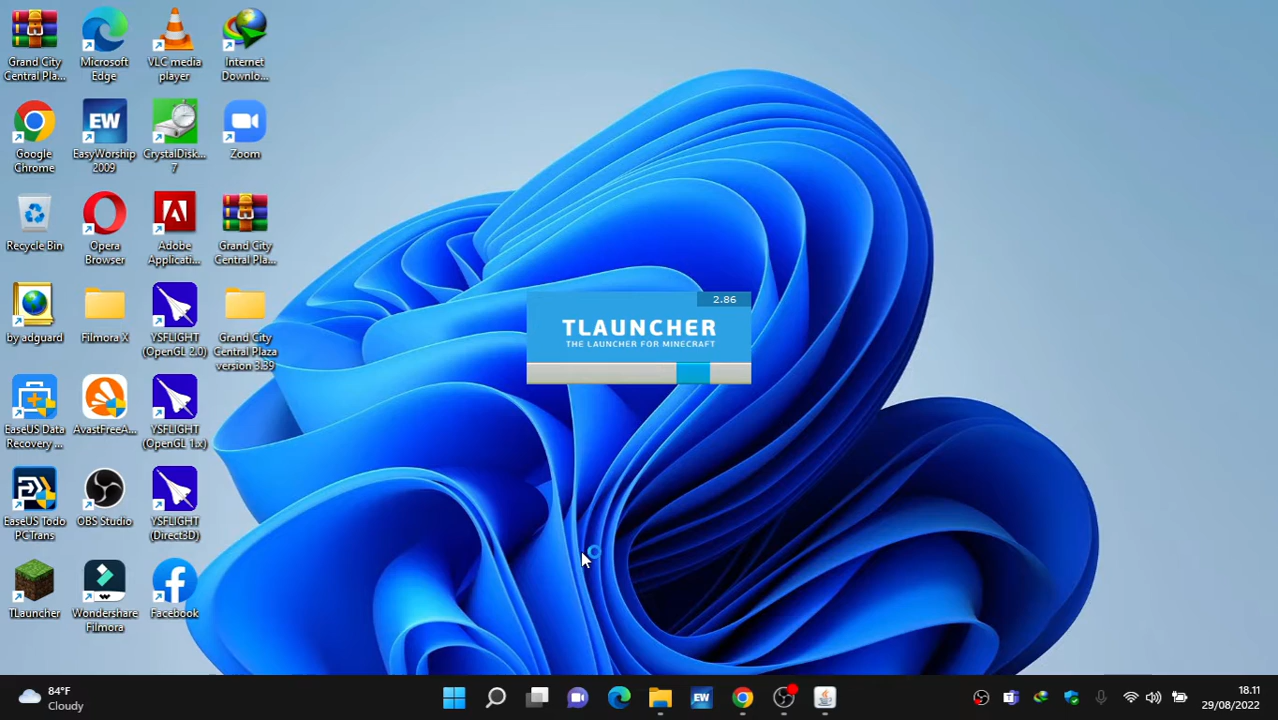 Grand City
Central Pla...
Microsoft
Edge
VLC media
player
Internet
Downlo...
Google
Chrome
EW
EasyWorship
2009
CrystalDisk...
7
Zoom
Recycle Bin
Opera
Browser
Adobe
Applicati...
Grand City
Central Pla...
by adguard
Filmora X
YSFLIGHT
(OpenGL 2.0)
Grand City
Central Plaza
version 3.39
EaseUS Data
Recovery ...
AvastFreeA...
YSFLIGHT
(OpenGL 1.x)
EaseUS Todo
PCTrans
OBS Studio
YSFLIGHT
(Direct3D)
TLauncher
Wondershare
Filmora
Facebook
2.86
TLAUNCHER
THE LAUNCHER FOR MINECRAFT
84°F
Cloudy
EW
18.11
29/08/2022